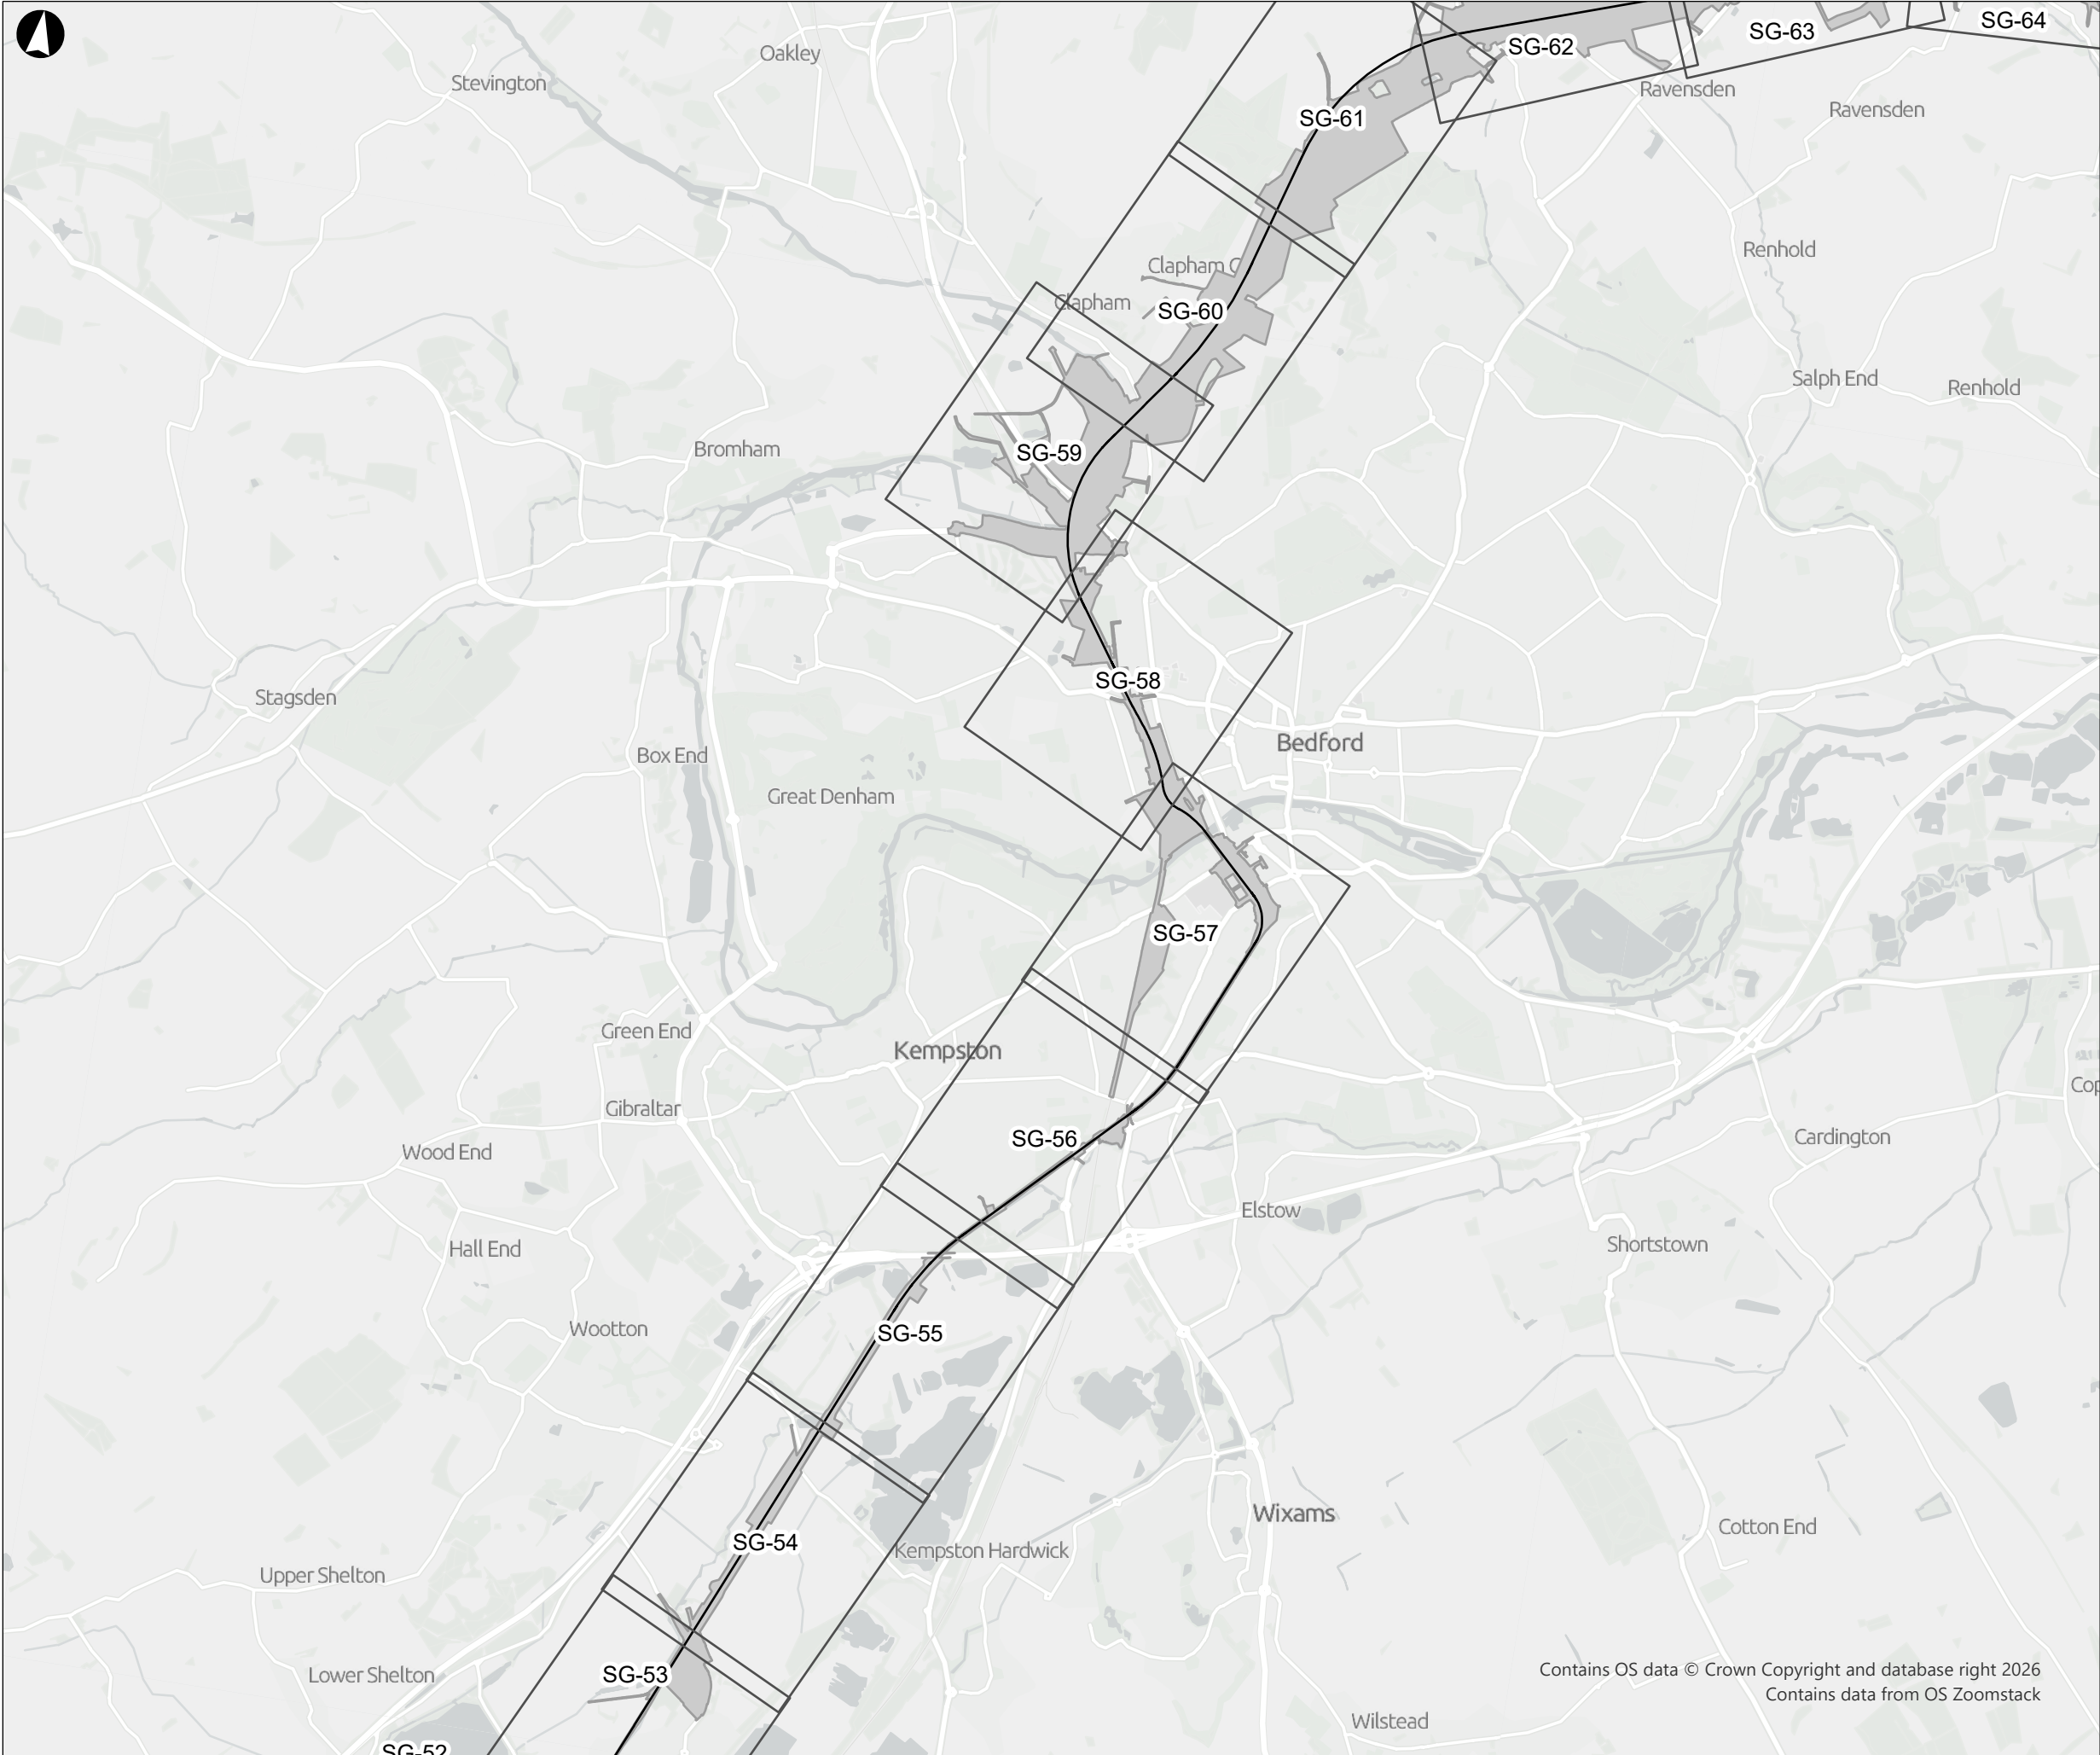 SG-64
SG-63
SG-62
Oakley
Stevington
Ravensden
Ravensden
SG-61
Renhold
Clapham
Clapham
SG-60
Salph End
Renhold
Bromham
SG-59
SG-58
Stagsden
Bedford
Box End
Great Denham
SG-57
Green End
Kempston
Gibraltar
SG-56
Cardington
Wood End
Elstow
Shortstown
Hall End
Wootton
SG-55
Wixams
Cotton End
SG-54
Kempston Hardwick
Upper Shelton
Lower Shelton
SG-53
Contains OS data © Crown Copyright and database right 2026
Contains data from OS Zoomstack
Wilstead
SG-52